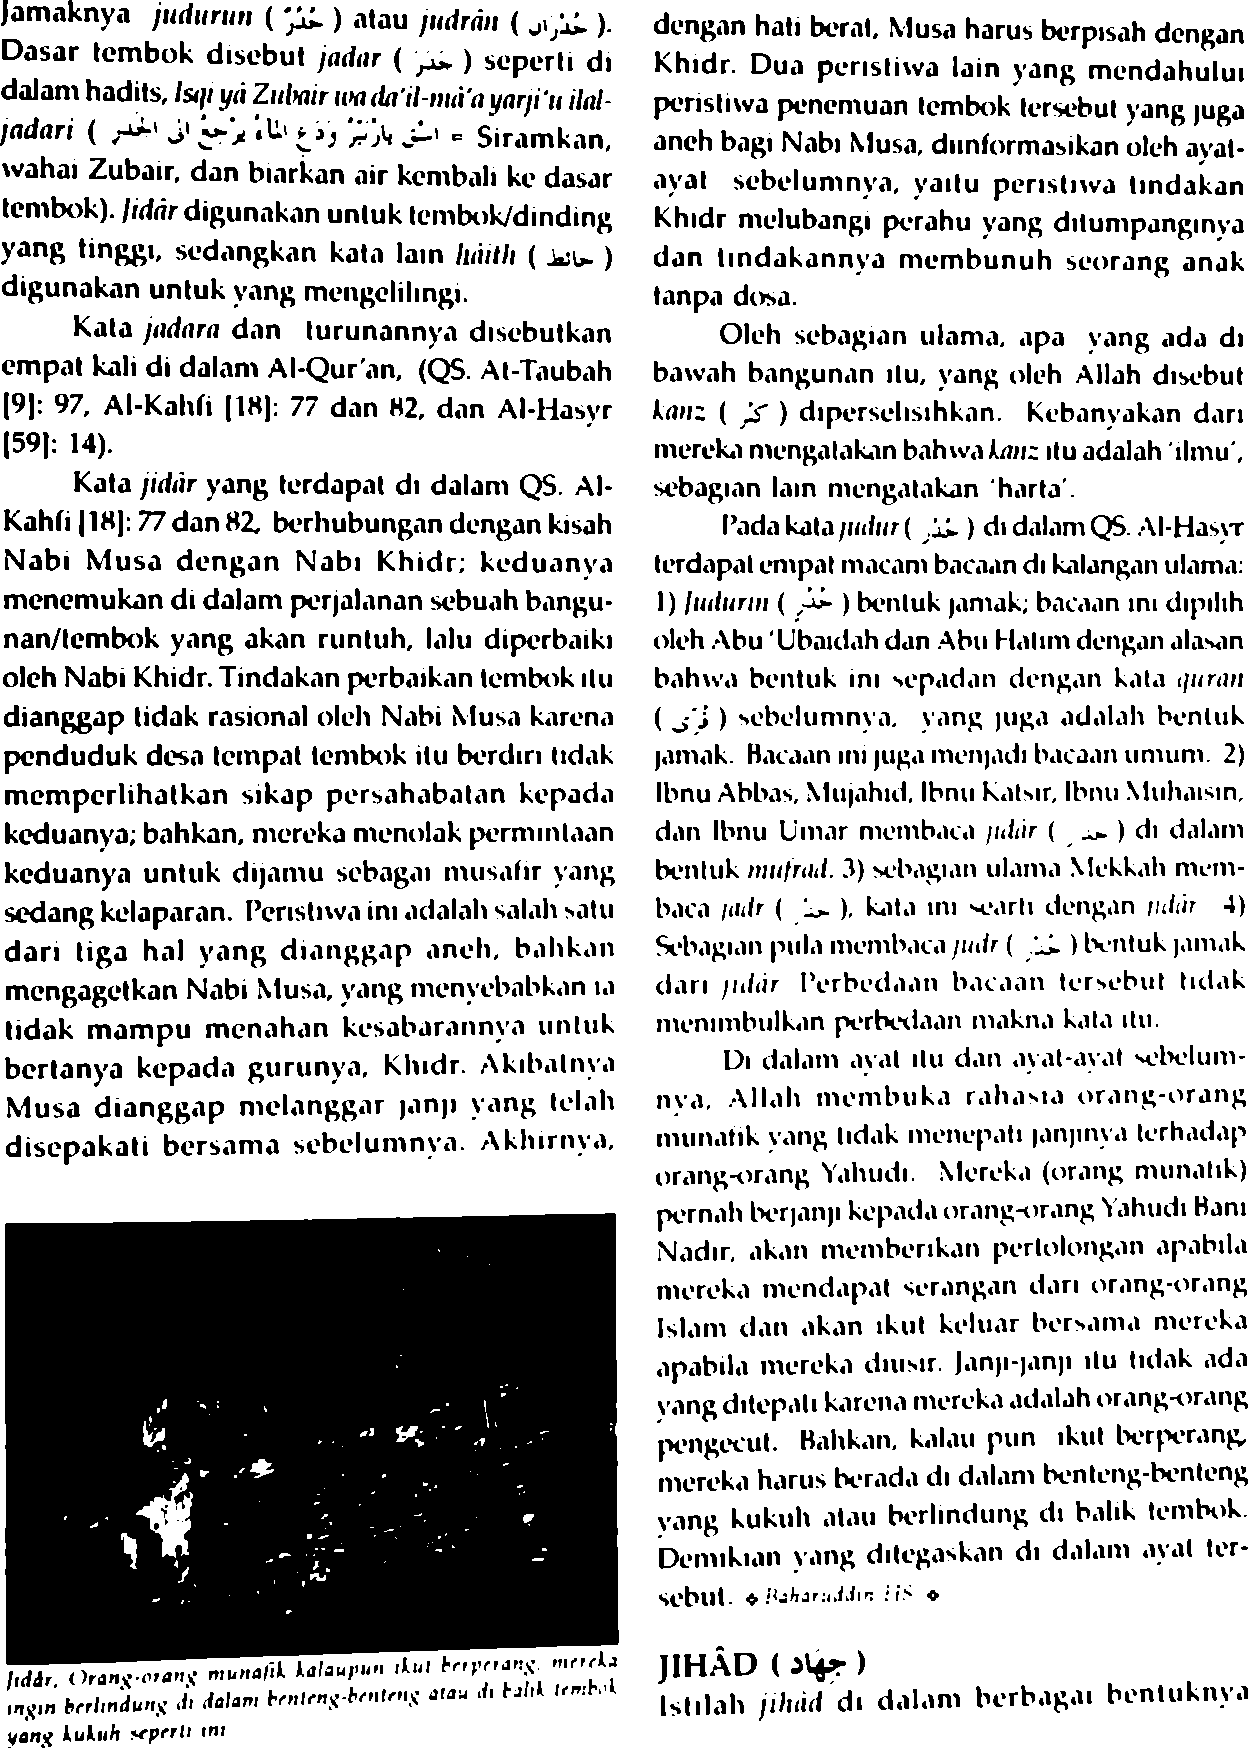 Jamaknya judurun ( جُدُرٌ ) atau judrân ( جُدْرَان ).
Dasar tembok disebut jadar ( جَدَر ) seperti di
dalam hadits, Isqi yâ Zubair wa da'il-mâ'a yarji'u ilal-
jadari ( اسْقِ يَازُبَيْرُ وَدَعِ الْمَاءَ يَرْجِعُ اِلَى الْجَدَرِ = Siramkan,
wahai Zubair, dan biarkan air kembali ke dasar
tembok). Jidâr digunakan untuk tembok/dinding
yang tinggi, sedangkan kata lain hâith ( حائط )
digunakan untuk yang mengelilingi.
Kata jadara dan turunannya disebutkan
empat kali di dalam Al-Qur'an, (QS. At-Taubah
[9]: 97, Al-Kahfi [18]: 77 dan 82, dan Al-Hasyr
[59]: 14).
Kata jidâr yang terdapat di dalam QS. Al-
Kahfi [18]: 77 dan 82, berhubungan dengan kisah
Nabi Musa dengan Nabi Khidr; keduanya
menemukan di dalam perjalanan sebuah bangu-
nan/tembok yang akan runtuh, lalu diperbaiki
oleh Nabi Khidr. Tindakan perbaikan tembok itu
dianggap tidak rasional oleh Nabi Musa karena
penduduk desa tempat tembok itu berdiri tidak
memperlihatkan sikap persahabatan kepada
keduanya; bahkan, mereka menolak permintaan
keduanya untuk dijamu sebagai musafir yang
sedang kelaparan. Peristiwa ini adalah salah satu
dari tiga hal yang dianggap aneh, bahkan
mengagetkan Nabi Musa, yang menyebabkan ia
tidak mampu menahan kesabarannya untuk
bertanya kepada gurunya, Khidr. Akibatnya
Musa dianggap melanggar janji yang telah
disepakati bersama sebelumnya. Akhirnya,
Jidâr, Orang-orang munafik kalaupun ikut berperang, mereka
ingin berlindung di dalam benteng-benteng atau di balik tembok
yang kukuh seperti ini
dengan hati berat, Musa harus berpisah dengan
Khidr. Dua peristiwa lain yang mendahului
peristiwa penemuan tembok tersebut yang juga
aneh bagi Nabi Musa, diinformasikan oleh ayat-
ayat sebelumnya, yaitu peristiwa tindakan
Khidr melubangi perahu yang ditumpanginya
dan tindakannya membunuh seorang anak
tanpa dosa.
Oleh sebagian ulama, apa yang ada di
bawah bangunan itu, yang oleh Allah disebut
kanz ( كَنْز ) diperselisihkan. Kebanyakan dari
mereka mengatakan bahwa kanz itu adalah 'ilmu',
sebagian lain mengatakan 'harta'.
Pada kata judur ( جُدُر ) di dalam QS. Al-Hasyr
terdapat empat macam bacaan di kalangan ulama:
1) Judurin ( جُدُرٍ ) bentuk jamak; bacaan ini dipilih
oleh Abu 'Ubaidah dan Abu Hatim dengan alasan
bahwa bentuk ini sepadan dengan kata quran
( قُرًى ) sebelumnya, yang juga adalah bentuk
jamak. Bacaan ini juga menjadi bacaan umum. 2)
Ibnu Abbas, Mujahid, Ibnu Katsir, Ibnu Muhaisin,
dan Ibnu Umar membaca jidâr ( ) di dalam
bentuk mufrad. 3) sebagian ulama Mekkah mem-
baca jadr ( ), kata ini searti dengan jidâr 4)
Sebagian pula membaca judr ( ) bentuk jamak
dari jidâr Perbedaan bacaan tersebut tidak
menimbulkan perbedaan makna kata itu.
Di dalam ayat itu dan ayat-ayat sebelum-
nya, Allah membuka rahasia orang-orang
munafik yang tidak menepati janjinya terhadap
orang-orang Yahudi. Mereka (orang munafik)
pernah berjanji kepada orang-orang Yahudi Bani
Nadir, akan memberikan pertolongan apabila
mereka mendapat serangan dari orang-orang
Islam dan akan ikut keluar bersama mereka
apabila mereka diusir. Janji-janji itu tidak ada
yang ditepati karena mereka adalah orang-orang
pengecut. Bahkan, kalau pun ikut berperang,
mereka harus berada di dalam benteng-benteng
yang kukuh atau berlindung di balik tembok.
Demikian yang ditegaskan di dalam ayat ter-
sebut. ❖ Baharuddin HS ❖
JIHÂD ( جِهَاد )
Istilah jihâd di dalam berbagai bentuknya